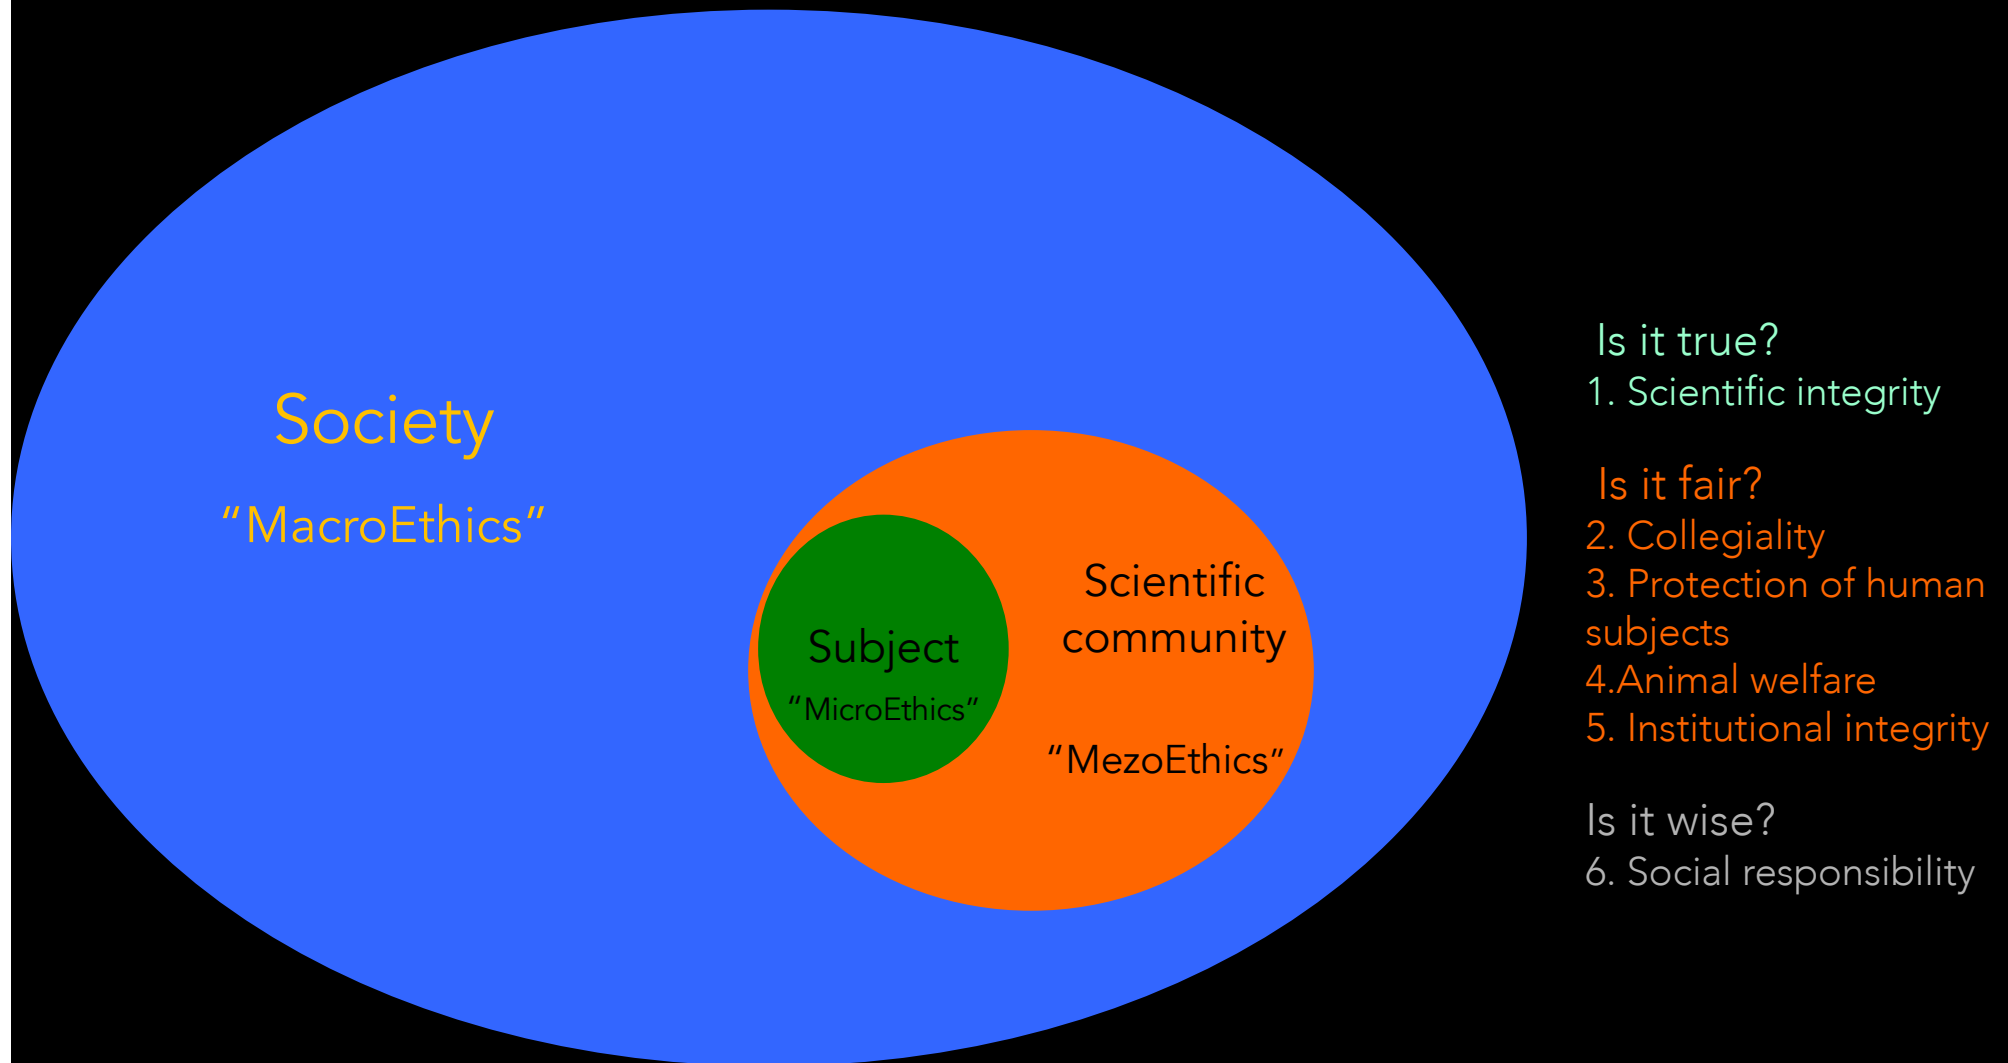 Society
“MacroEthics”
Subject
“MicroEthics”
Scientific
community
“MezoEthics”
Is it true?
1. Scientific integrity
Is it fair?
2. Collegiality
3. Protection of human
subjects
4.Animal welfare
5. Institutional integrity
Is it wise?
6. Social responsibility